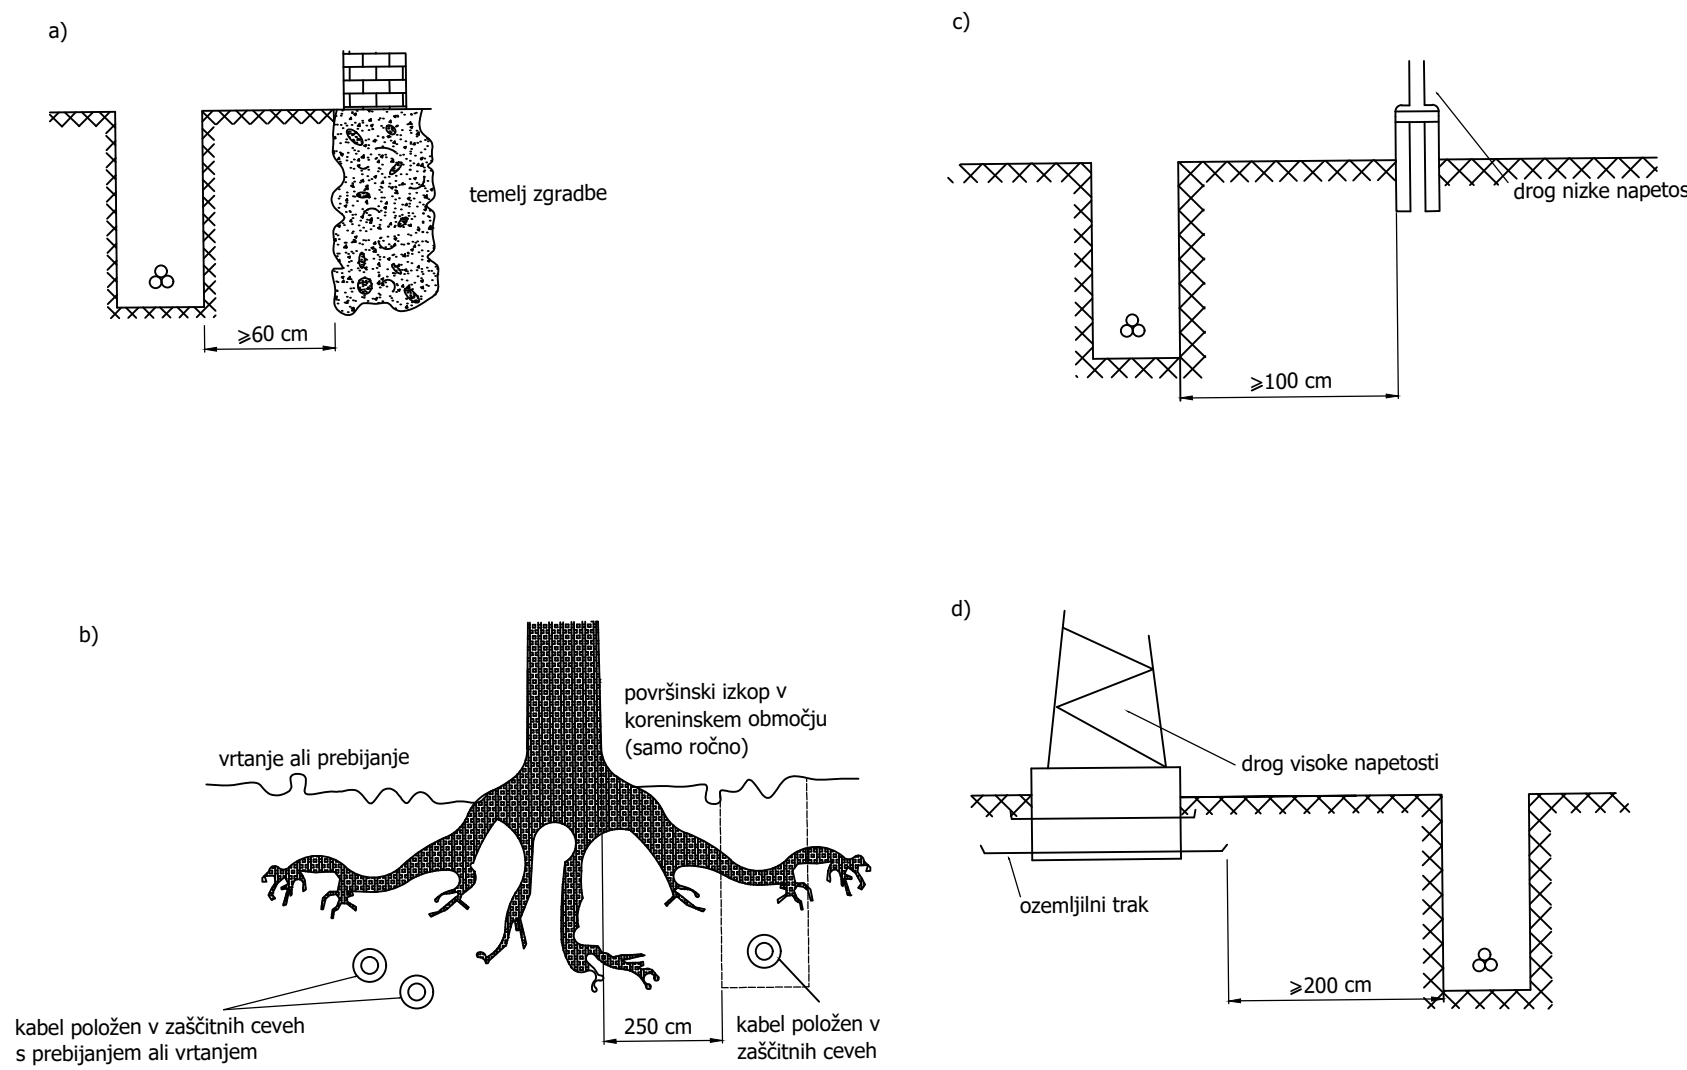 a)
temelj zgradbe
⩾60 cm
c)
drog nizke napetos
⩾100 cm
b)
vrtanje ali prebijanje
površinski izkop v
koreninskem območju
(samo ročno)
kabel položen v zaščitnih ceveh
s prebijanjem ali vrtanjem
250 cm
kabel položen v
zaščitnih ceveh
d)
drog visoke napetosti
ozemljilni trak
⩾200 cm